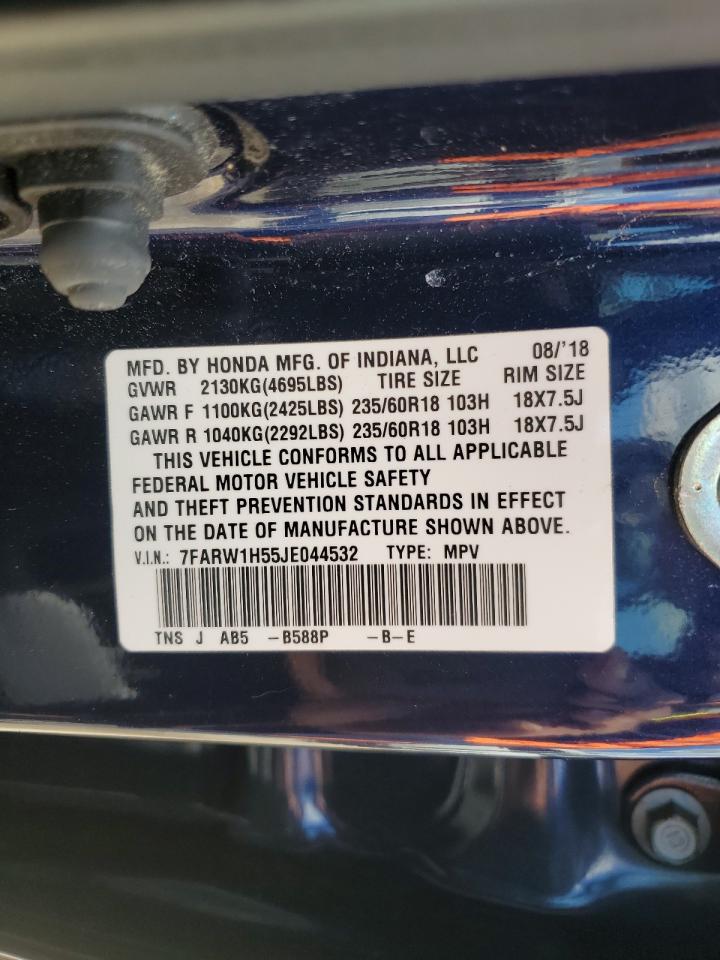 MFD. BY HONDA MFG. OF INDIANA, LLC 08/'18
GVWR 2130KG(4695LBS) TIRE SIZE RIM SIZE
GAWR F 1100KG(2425LBS) 235/60R18 103H 18X7.5J
GAWR R 1040KG(2292LBS) 235/60R18 103H 18X7.5J
THIS VEHICLE CONFORMS TO ALL APPLICABLE
FEDERAL MOTOR VEHICLE SAFETY
AND THEFT PREVENTION STANDARDS IN EFFECT
ON THE DATE OF MANUFACTURE SHOWN ABOVE.
V.I.N.: 7FARW1H55JE044532 TYPE: MPV
TNS J AB5 -B588P -B-E